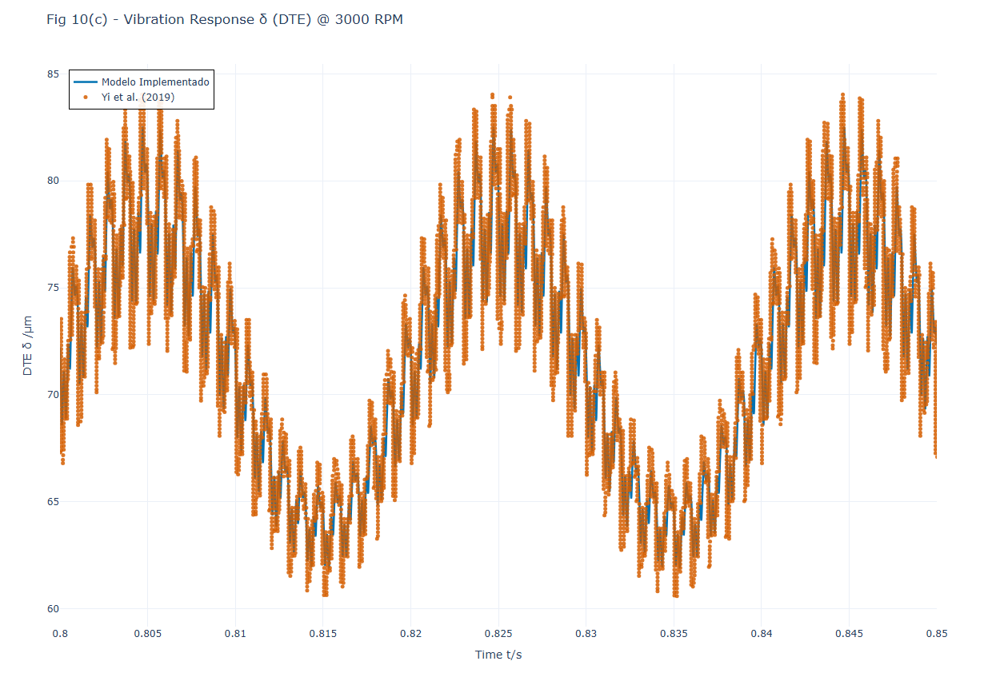 Fig 10(c) - Vibration Response δ (DTE) @ 3000 RPM
Modelo Implementado
Yi et al. (2019)
85
80
75
70
65
60
DTE δ /μm
0.8 0.805 0.81 0.815 0.82 0.825 0.83 0.835 0.84 0.845 0.85
Time t/s